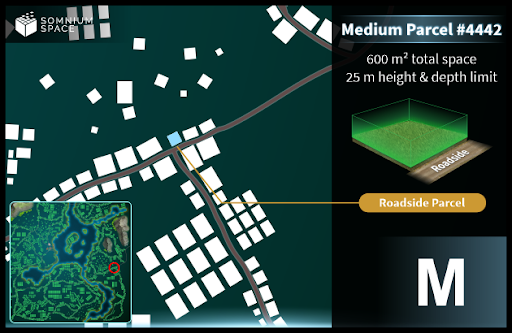 SOMNIUM
SPACE
Medium Parcel #4442
600 m² total space
25 m height & depth limit
Roadside
Roadside Parcel
M